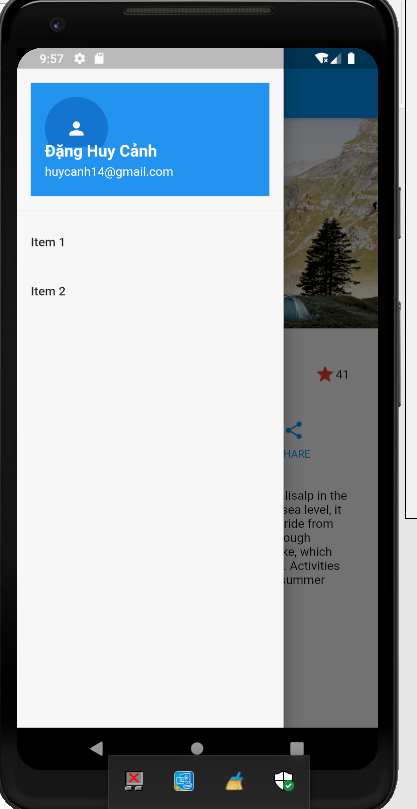 9:57
Đặng Huy Cảnh
huycanh14@gmail.com
Item 1
Item 2
41
HARE
lisalp in the
sea level, it
ride from
ough
ke, which
. Activities
summer